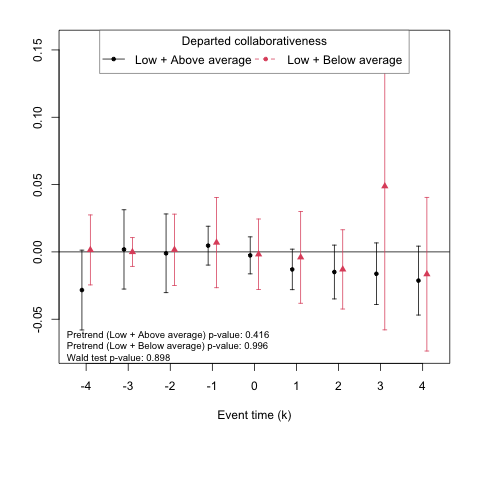 Departed collaborativeness
Low + Above average Low + Below average
0.15
0.10
0.05
0.00
-0.05
Pretrend (Low + Above average) p-value: 0.416
Pretrend (Low + Below average) p-value: 0.996
Wald test p-value: 0.898
-4 -3 -2 -1 0 1 2 3 4
Event time (k)